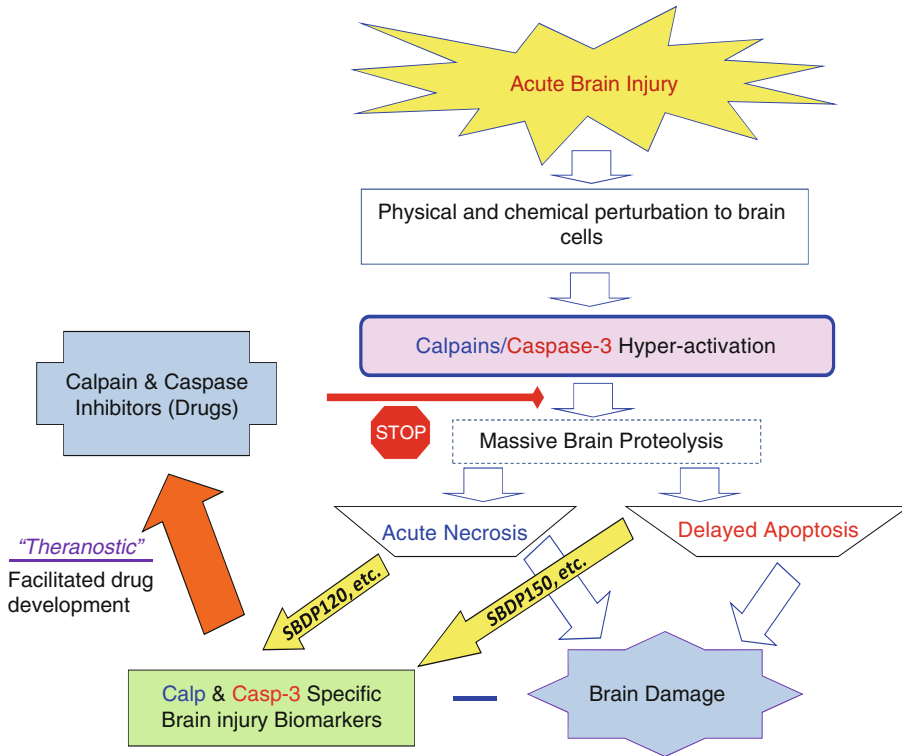 Acute Brain Injury
Physical and chemical perturbation to brain
cells
Calpains/Caspase-3 Hyper-activation
Calpain & Caspase
Inhibitors (Drugs)
STOP
Massive Brain Proteolysis
Acute Necrosis
Delayed Apoptosis
"Theranostic"
Facilitated drug
development
SBDP120, etc.
SBDP150, etc.
Calp & Casp-3 Specific
Brain injury Biomarkers
Brain Damage